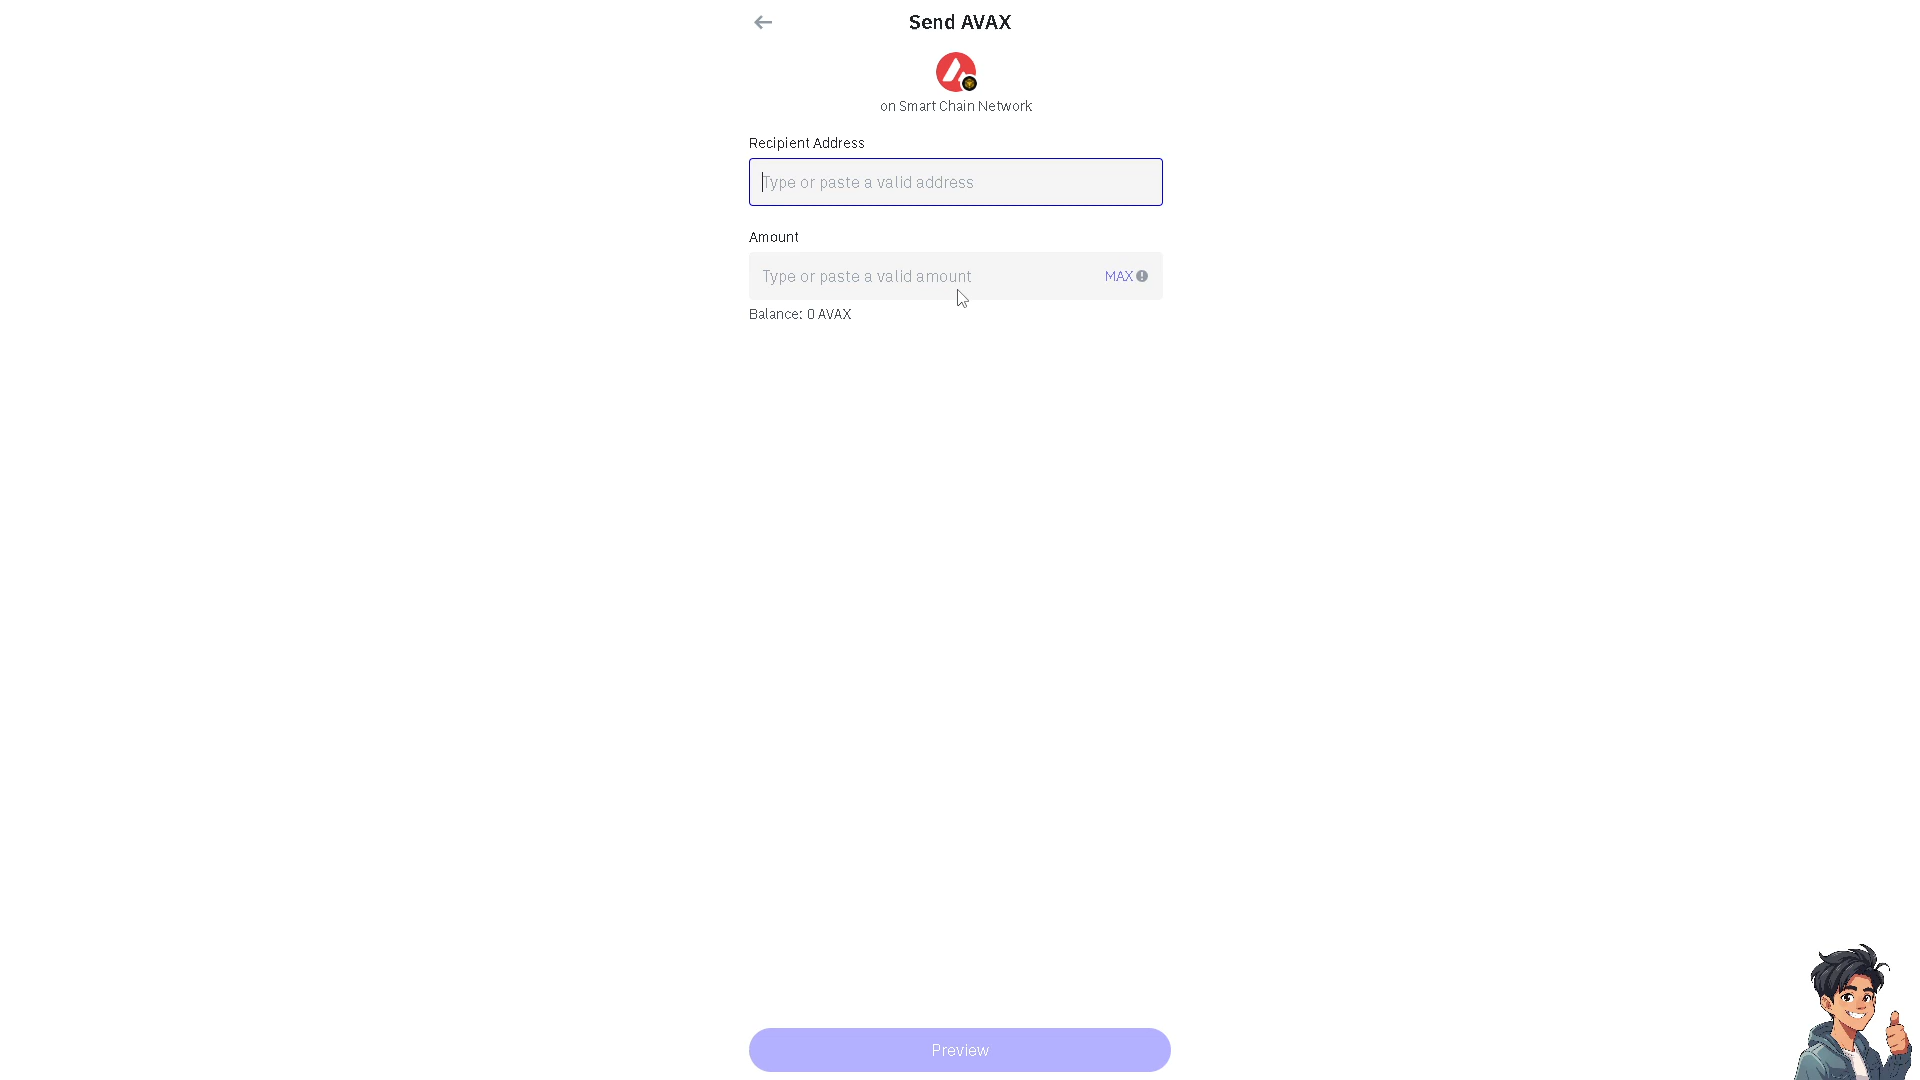 Send AVAX
on Smart Chain Network
Recipient Address
Type or paste a valid address
Amount
Type or paste a valid amount MAX
Balance: 0 AVAX
Preview